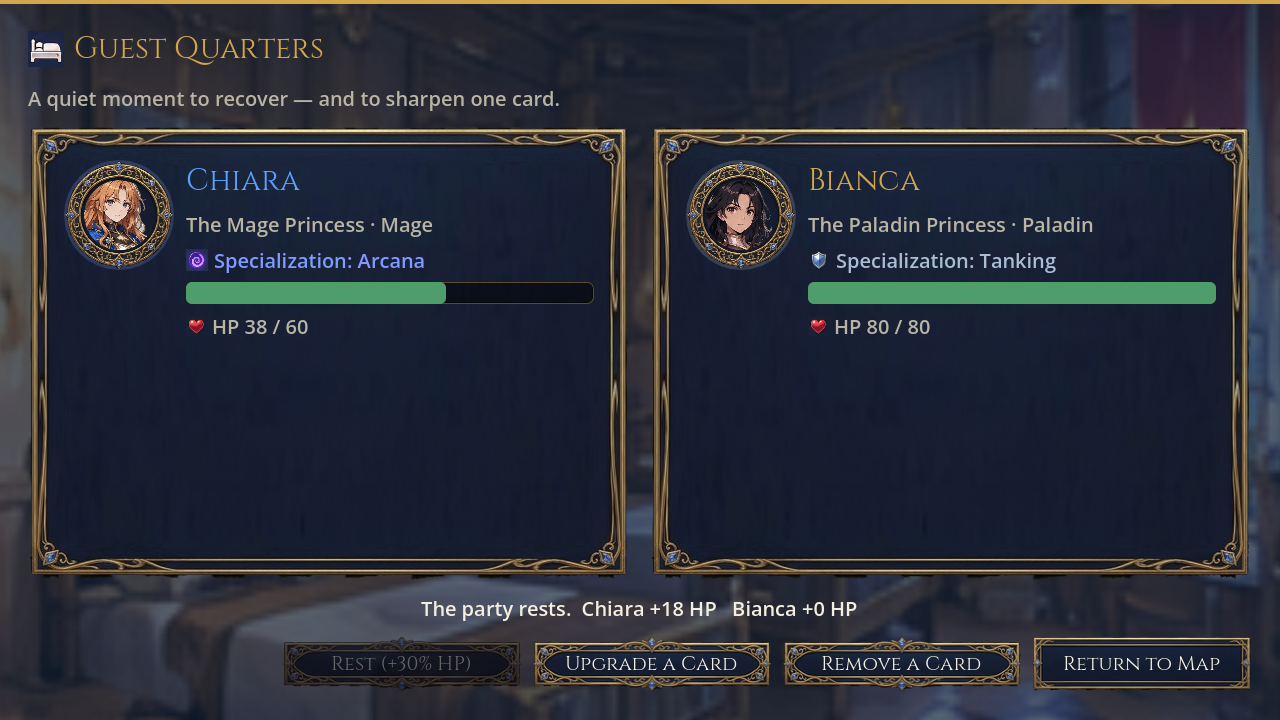 Guest Quarters
A quiet moment to recover — and to sharpen one card.
Chiara
The Mage Princess · Mage
Specialization: Arcana
HP 38 / 60
Bianca
The Paladin Princess · Paladin
Specialization: Tanking
HP 80 / 80
The party rests.  Chiara +18 HP   Bianca +0 HP
Rest (+30% HP)
Upgrade a Card
Remove a Card
Return to Map